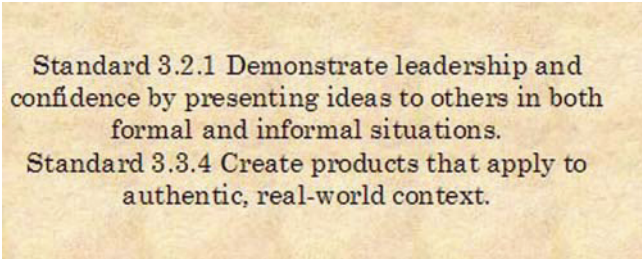 Standard 3.2.1 Demonstrate leadership and
confidence by presenting ideas to others in both
formal and informal situations.
Standard 3.3.4 Create products that apply to
authentic, real-world context.